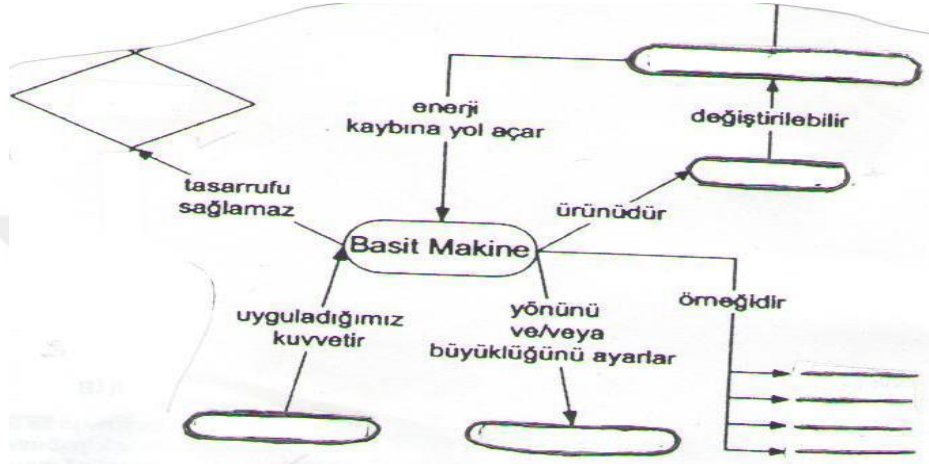 enerji
kaybına yol açar
değiştirilebilir
tasarrufu
sağlamaz
ürünüdür
Basit Makine
örneğidir
uyguladığımız
kuvvetir
yönünü
ve/veya
büyüklüğünü ayarlar